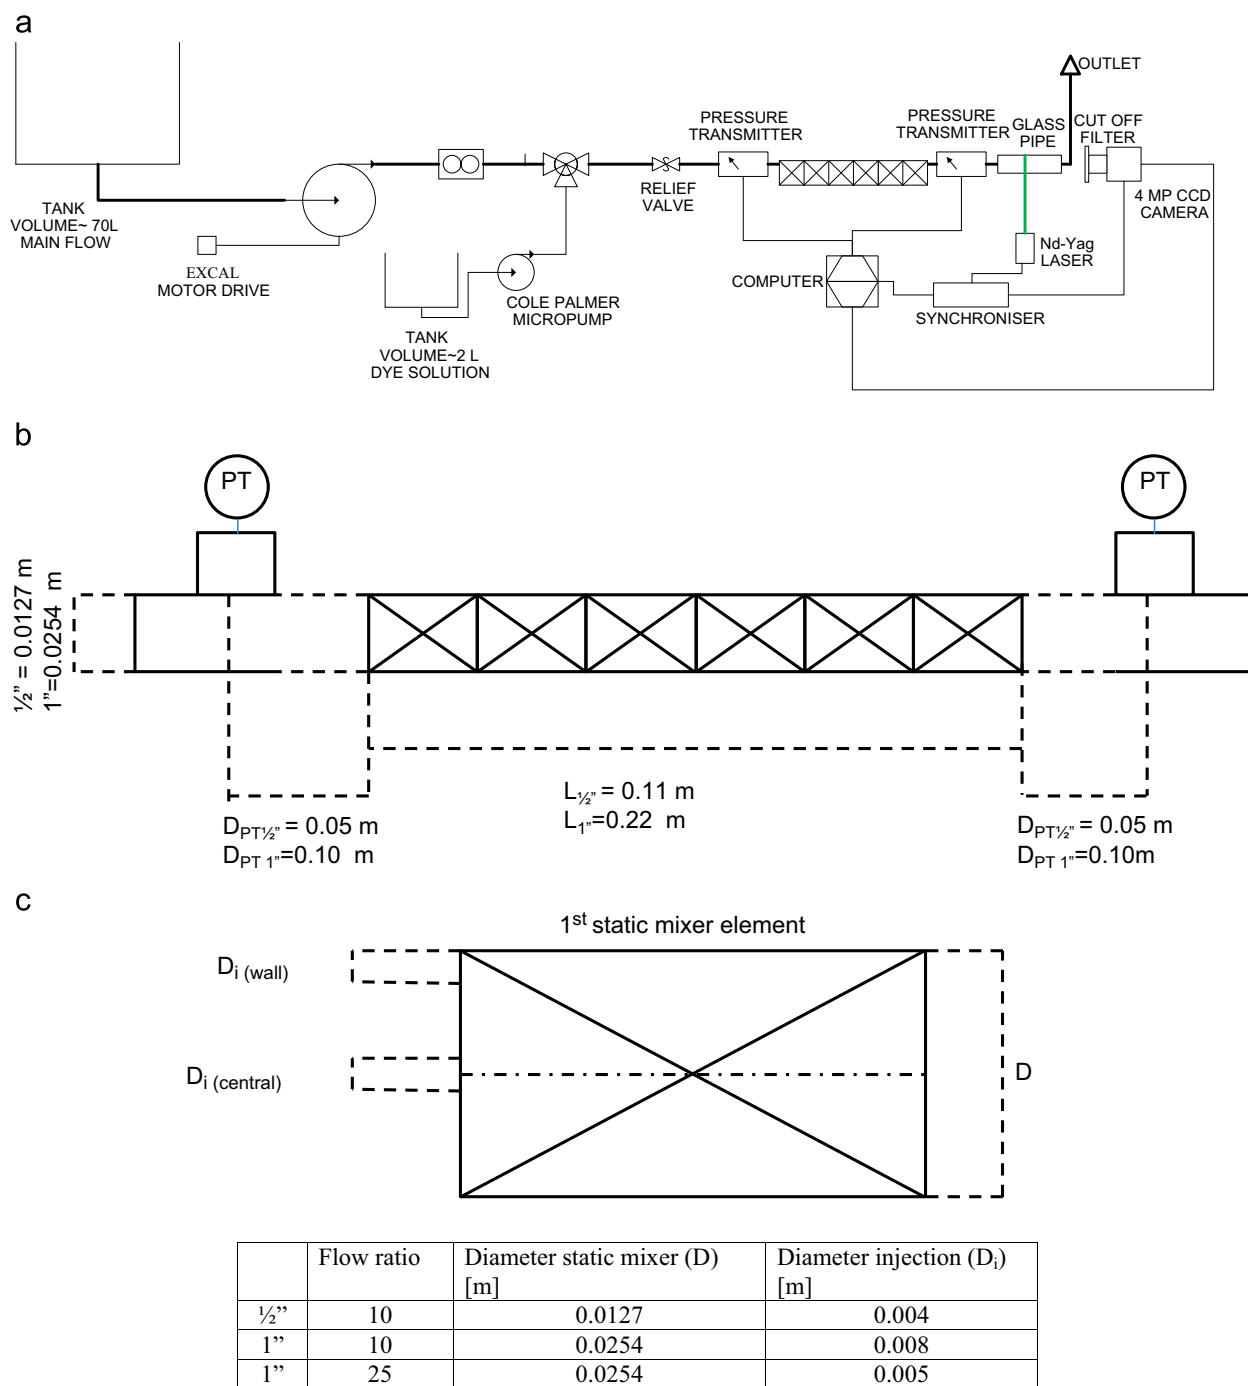 a
OUTLET
PRESSURE
TRANSMITTER
PRESSURE
TRANSMITTER
GLASS
PIPE
CUT OFF
FILTER
TANK
VOLUME~ 70L
MAIN FLOW
RELIEF
VALVE
4 MP CCD
CAMERA
EXCAL
MOTOR DRIVE
Nd-Yag
LASER
COMPUTER
COLE PALMER
MICROPUMP
SYNCHRONISER
TANK
VOLUME~2 L
DYE SOLUTION
b
PT
PT
½” = 0.0127 m
1”=0.0254 m
L½” = 0.11 m
L1”=0.22 m
DPT½” = 0.05 m
DPT 1”=0.10 m
DPT½” = 0.05 m
DPT 1”=0.10m
c
1st static mixer element
Di (wall)
Di (central)
D
Flow ratio Diameter static mixer (D) Diameter injection (Di)
[m] [m]
½” 10 0.0127 0.004
1” 10 0.0254 0.008
1” 25 0.0254 0.005